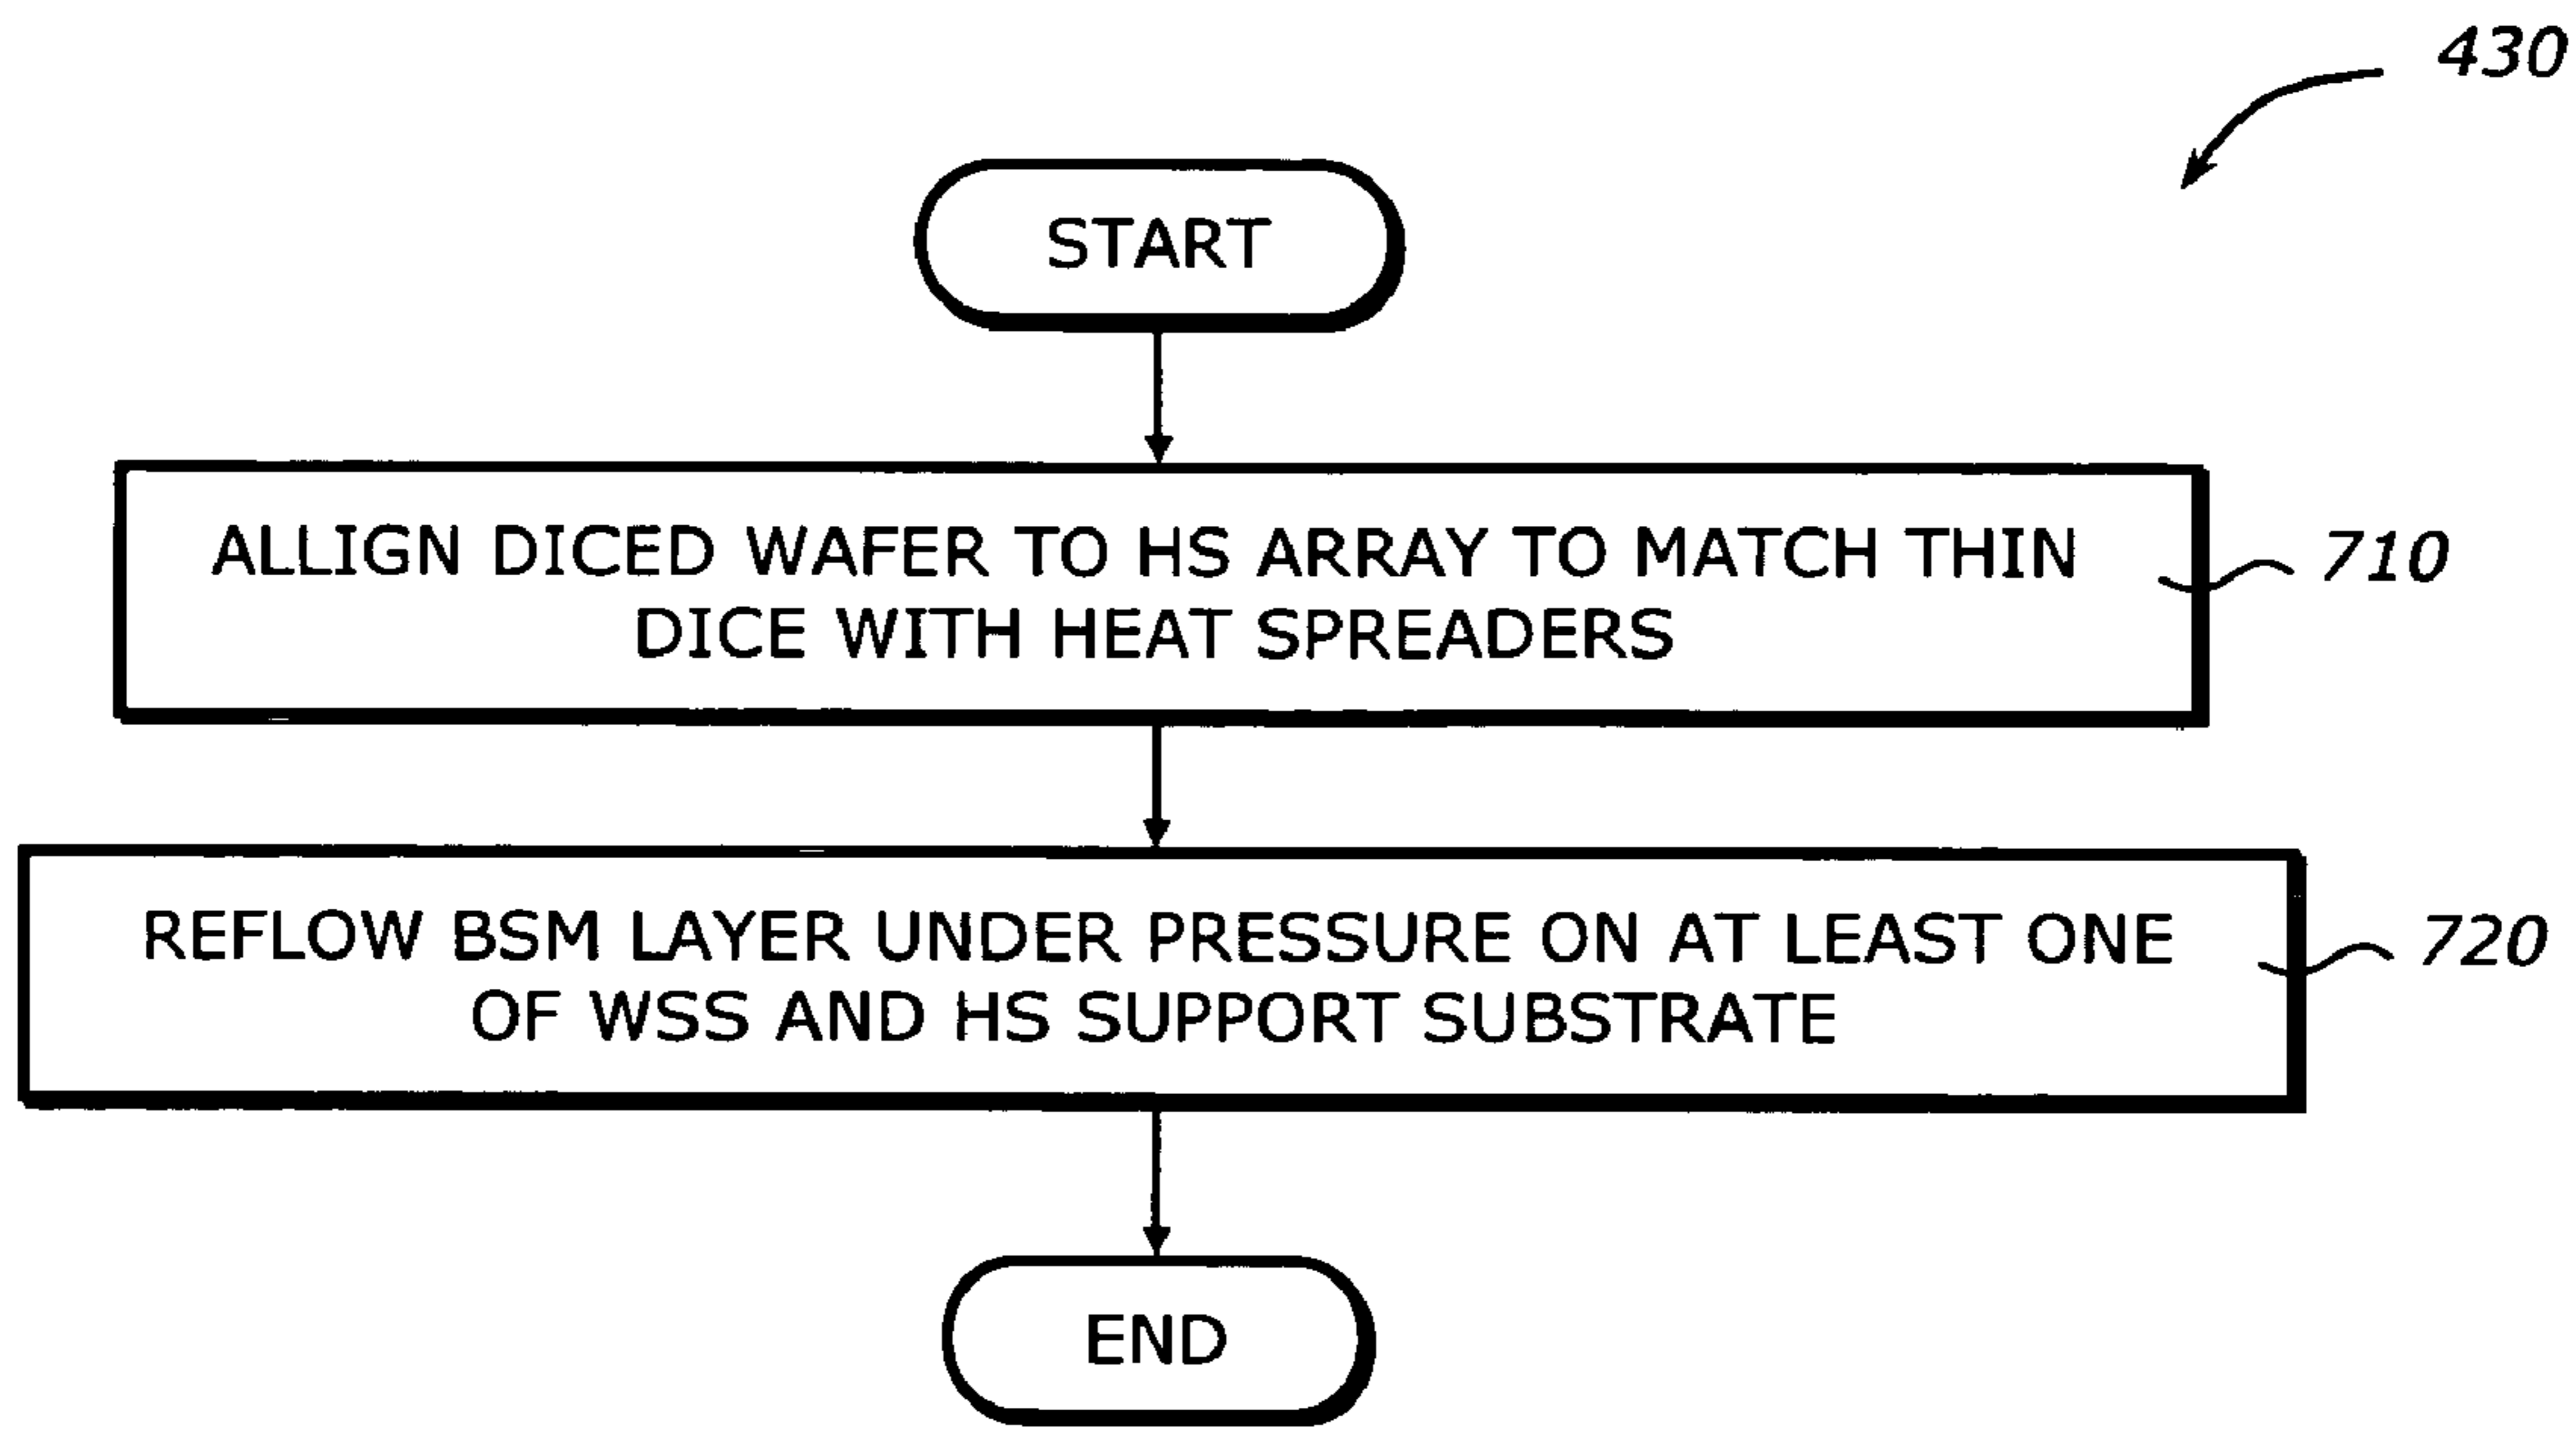 430
START
ALLIGN DICED WAFER TO HS ARRAY TO MATCH THIN
DICE WITH HEAT SPREADERS
710
REFLOW BSM LAYER UNDER PRESSURE ON AT LEAST ONE
OF WSS AND HS SUPPORT SUBSTRATE
720
END